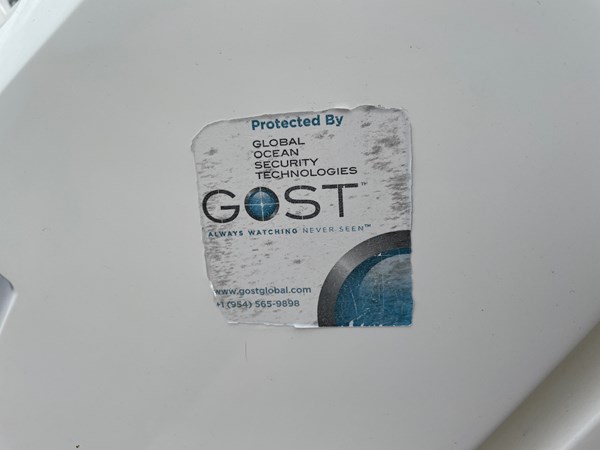 Protected By
GLOBAL
OCEAN
SECURITY
TECHNOLOGIES
GOST™
ALWAYS WATCHING NEVER SEEN™
www.gostglobal.com
+1 (954) 565-9898